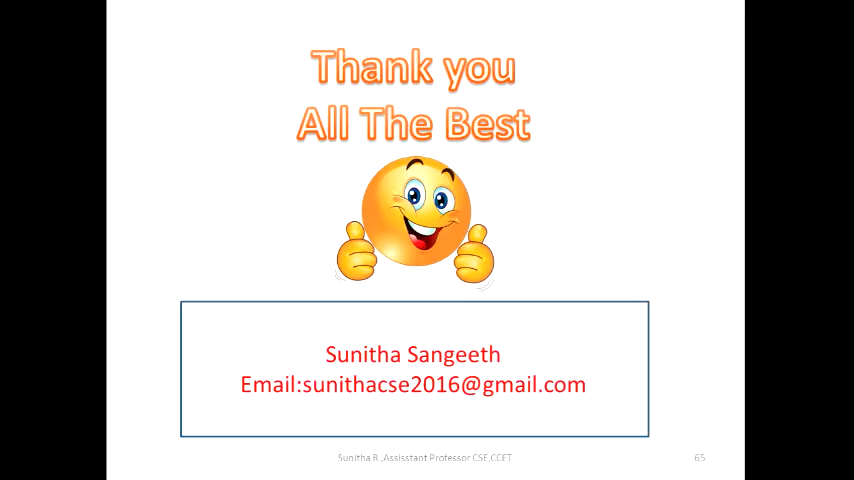 Thank you
All The Best
Sunitha Sangeeth
Email:sunithacse2016@gmail.com
Sunitha R ,Assisstant Professor CSE,CCET
65